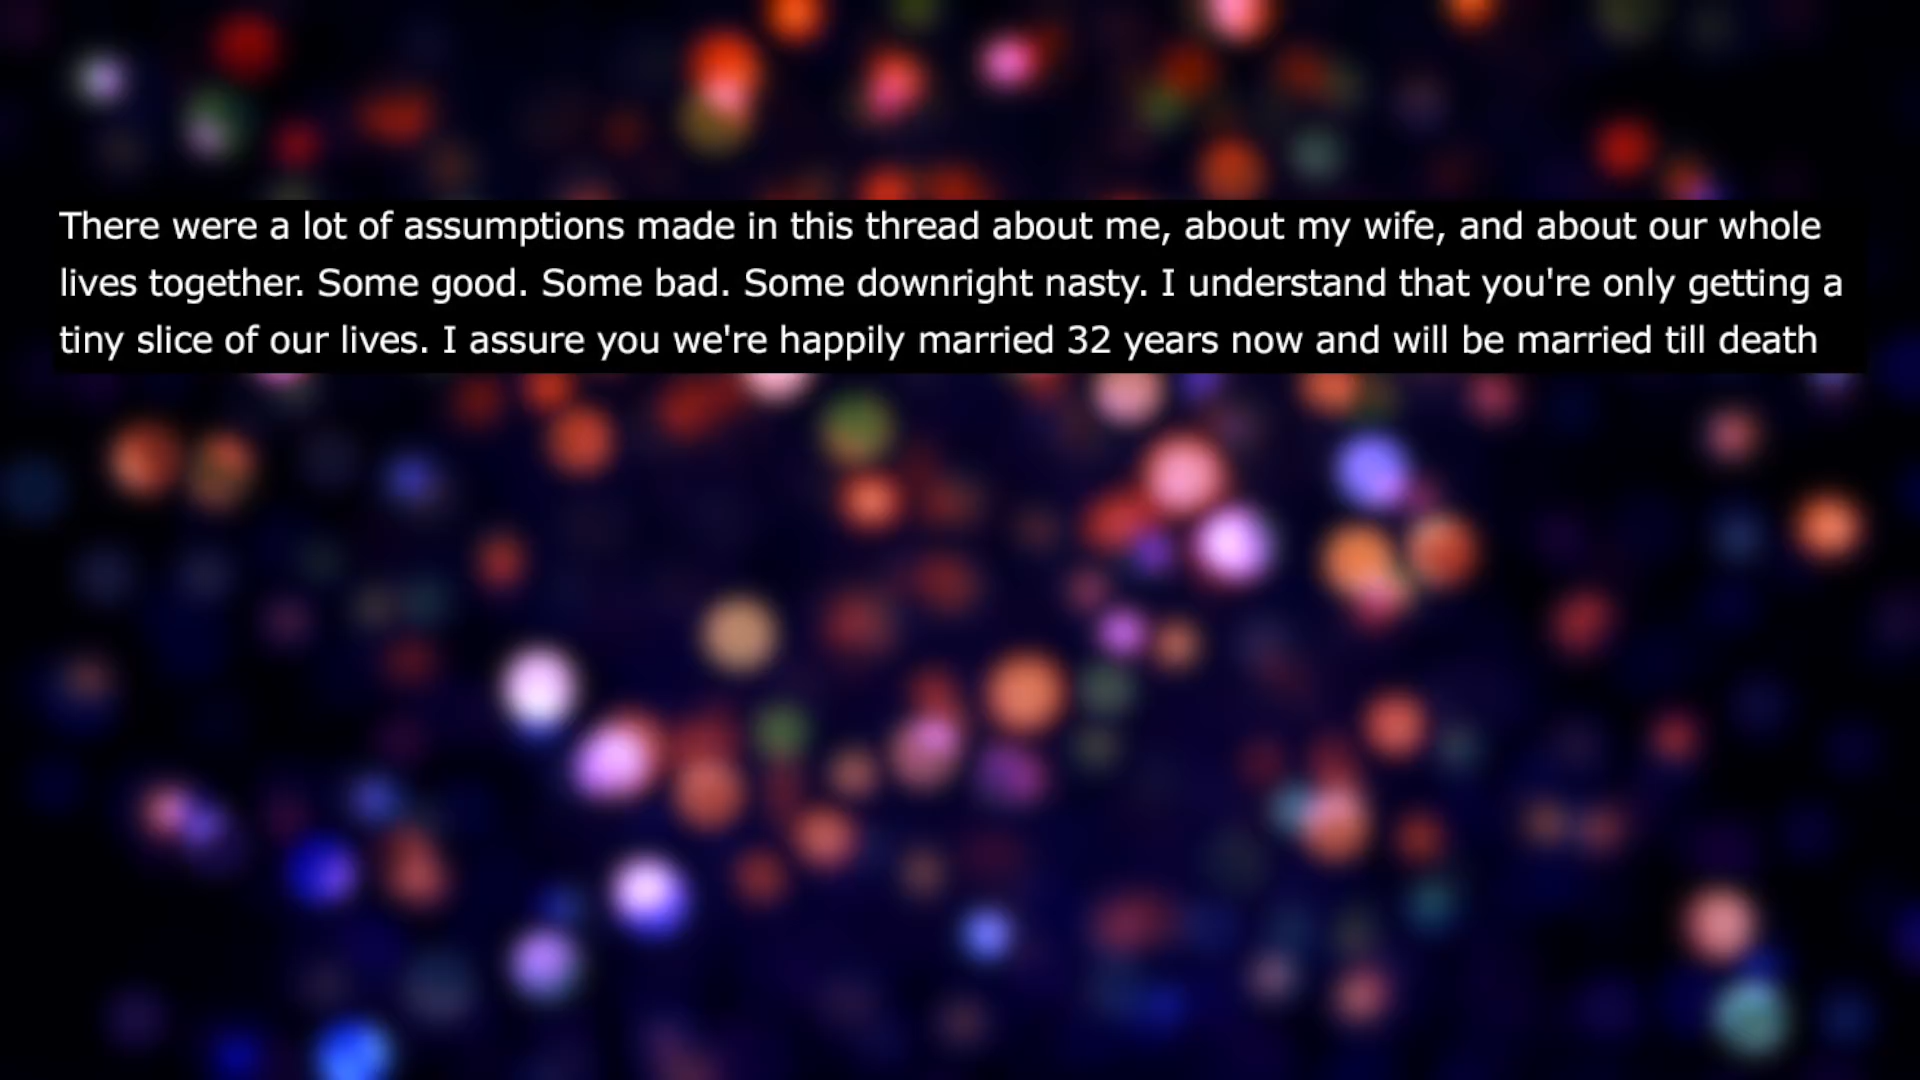 There were a lot of assumptions made in this thread about me, about my wife, and about our whole
lives together. Some good. Some bad. Some downright nasty. I understand that you're only getting a
tiny slice of our lives. I assure you we're happily married 32 years now and will be married till death